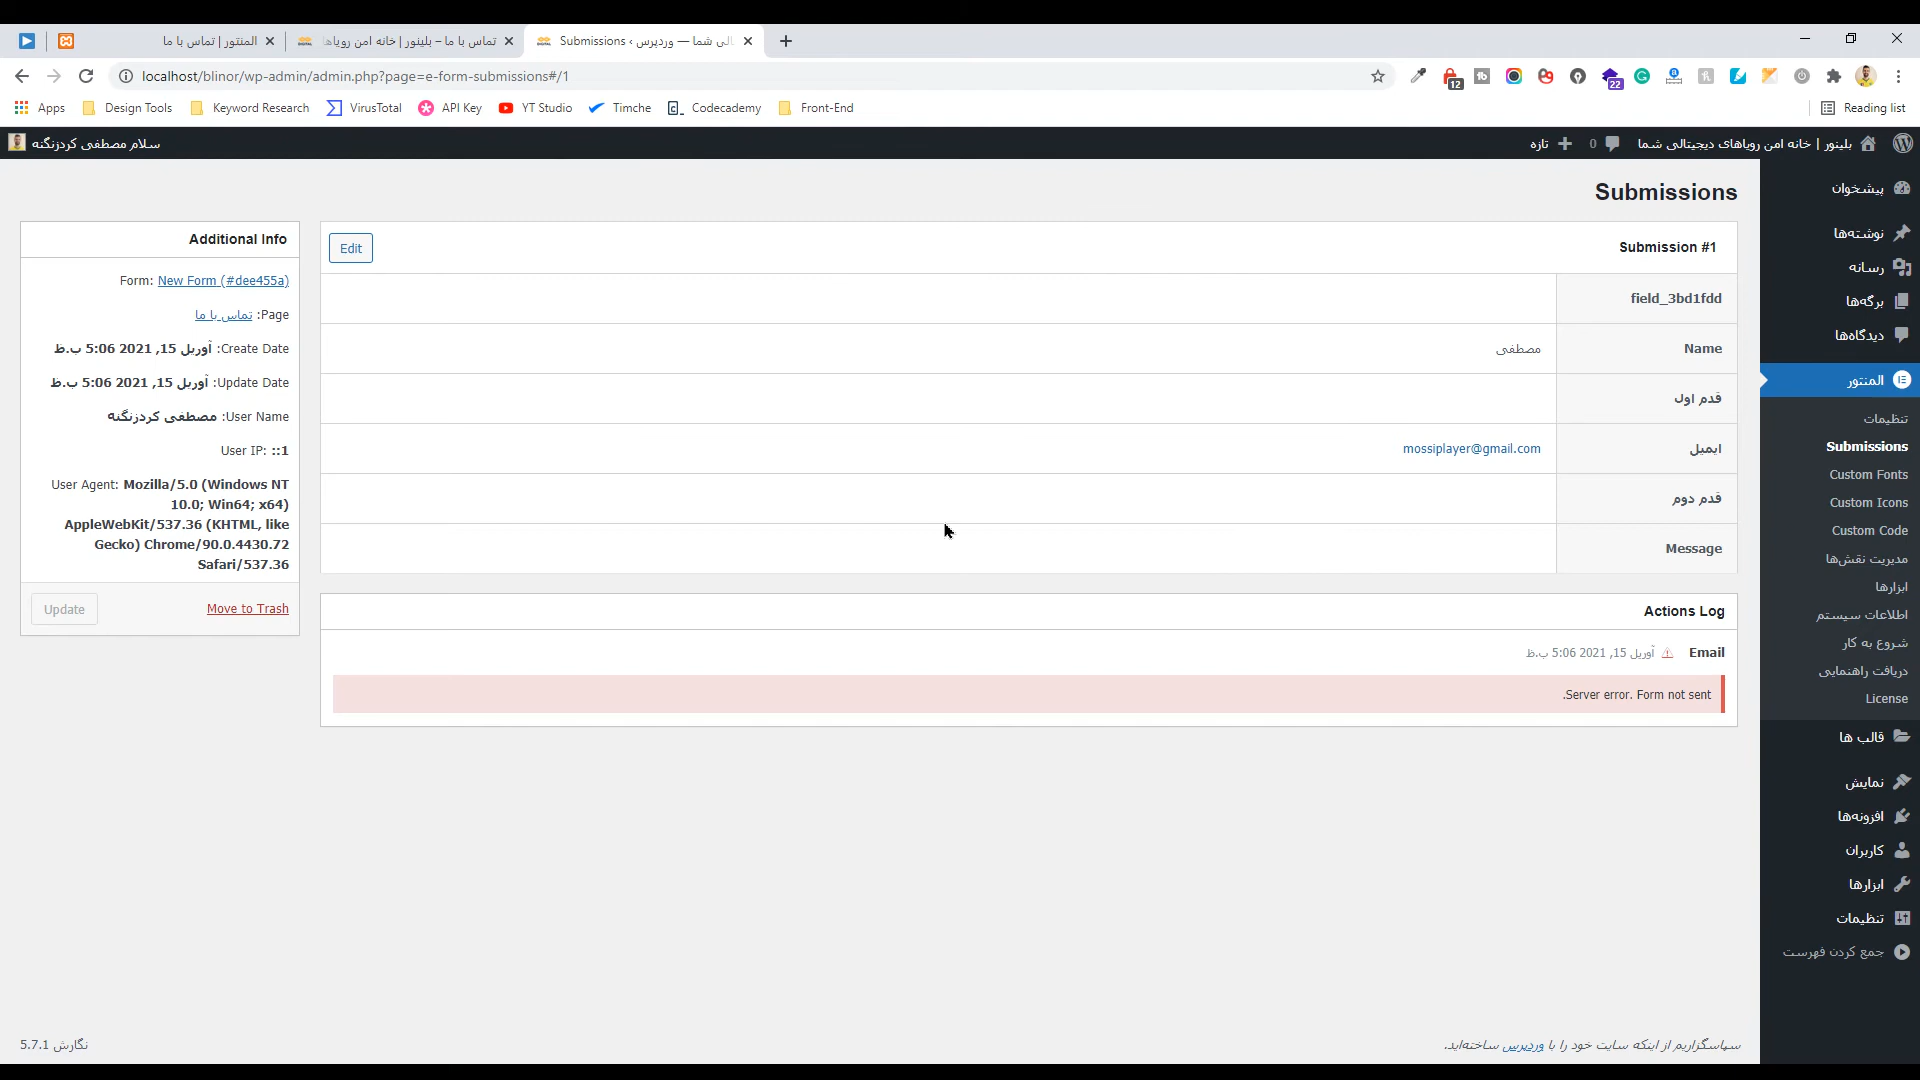 المنتور | تماس با ما
تماس با ما – بلینور | خانه امن رویاها
Submissions ‹ الی شما — وردپرس
localhost/blinor/wp-admin/admin.php?page=e-form-submissions#/1
12
22
Apps
Design Tools
Keyword Research
VirusTotal
API Key
YT Studio
Timche
Codecademy
Front-End
Reading list
بلینور | خانه امن رویاهای دیجیتالی شما
0
تازه
سلام مصطفی کردزنگنه
پیشخوان
نوشته‌ها
رسانه
برگه‌ها
دیدگاه‌ها
المنتور
تنظیمات
Submissions
Custom Fonts
Custom Icons
Custom Code
مدیریت نقش‌ها
ابزارها
اطلاعات سیستم
شروع به کار
دریافت راهنمایی
License
قالب ها
نمایش
افزونه‌ها
کاربران
ابزارها
تنظیمات
جمع کردن فهرست
Submissions
Submission #1
Edit
field_3bd1fdd
Name
مصطفی
قدم اول
ایمیل
mossiplayer@gmail.com
قدم دوم
Message
Actions Log
Email
آوریل 15, 2021 5:06 ب.ظ
Server error. Form not sent.
Additional Info
Form: New Form (#dee455a)
Page: تماس با ما
Create Date: آوریل 15, 2021 5:06 ب.ظ
Update Date: آوریل 15, 2021 5:06 ب.ظ
User Name: مصطفی کردزنگنه
User IP: ::1
User Agent: Mozilla/5.0 (Windows NT
10.0; Win64; x64)
AppleWebKit/537.36 (KHTML, like
Gecko) Chrome/90.0.4430.72
Safari/537.36
Move to Trash
Update
سپاسگزاریم از اینکه سایت خود را با وردپرس ساخته‌اید.
نگارش 5.7.1